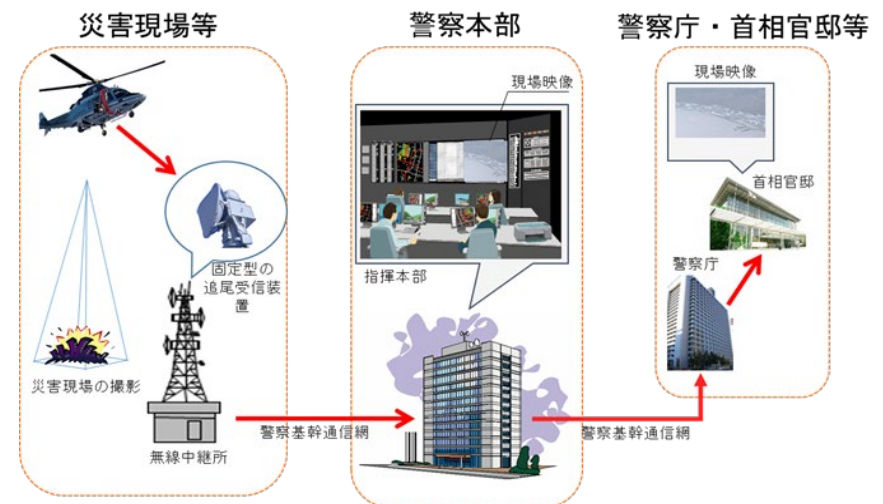 災害現場等
警察本部
警察庁・首相官邸等
固定型の
追尾受信装
置
災害現場の撮影
無線中継所
警察基幹通信網
現場映像
指揮本部
警察基幹通信網
現場映像
首相官邸
警察庁